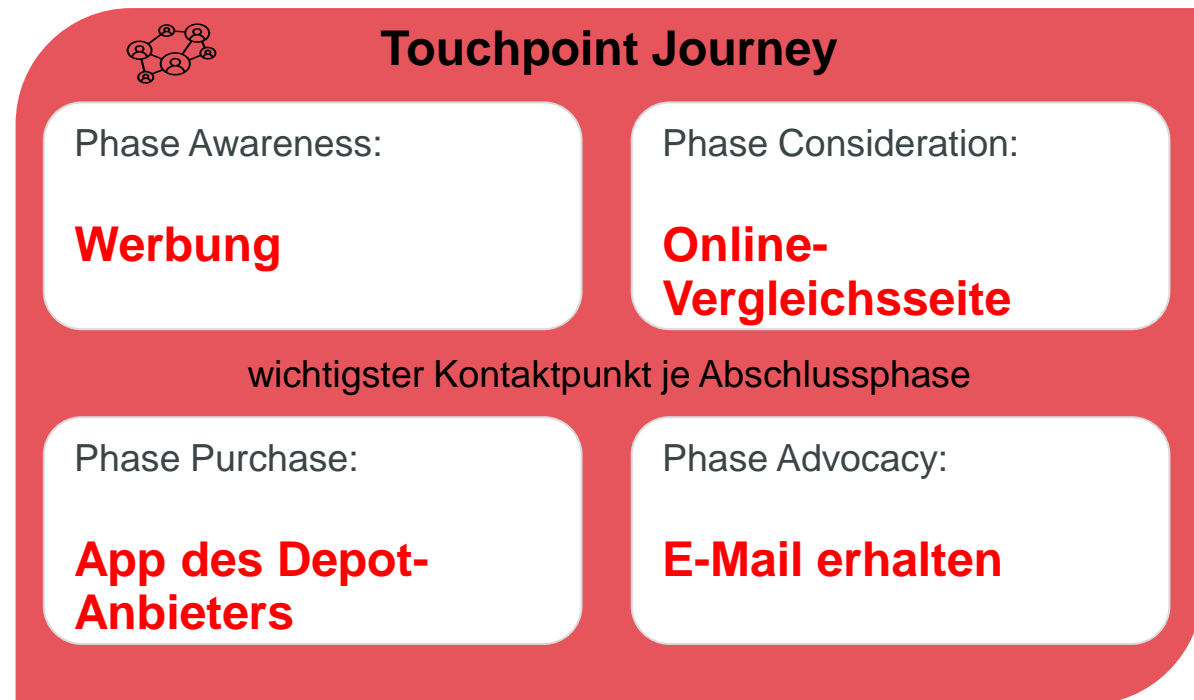 Touchpoint Journey
Phase Awareness:
Werbung
Phase Consideration:
Online-
Vergleichsseite
wichtigster Kontaktpunkt je Abschlussphase
Phase Purchase:
App des Depot-
Anbieters
Phase Advocacy:
E-Mail erhalten